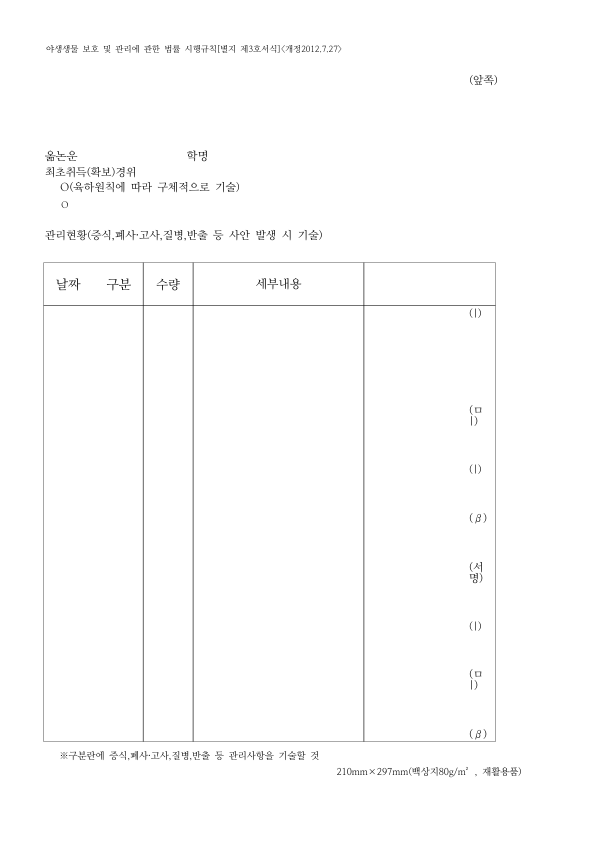 야생생물 보호 및 관리에 관한 법률 시행규칙[별지 제3호서식]<개정2012.7.27>
(앞쪽)
옮논운 학명
최초취득(확보)경위
O(육하원칙에 따라 구체적으로 기술)
O
관리현황(증식,폐사·고사,질병,반출 등 사안 발생 시 기술)
날짜 구분 수량 세부내용
(|)
(ㅁ
|)
(|)
(β)
(서
명)
(|)
(ㅁ
|)
(β)
※구분란에 증식,폐사·고사,질병,반출 등 관리사항을 기술할 것
210mm×297mm(백상지80g/㎡, 재활용품)